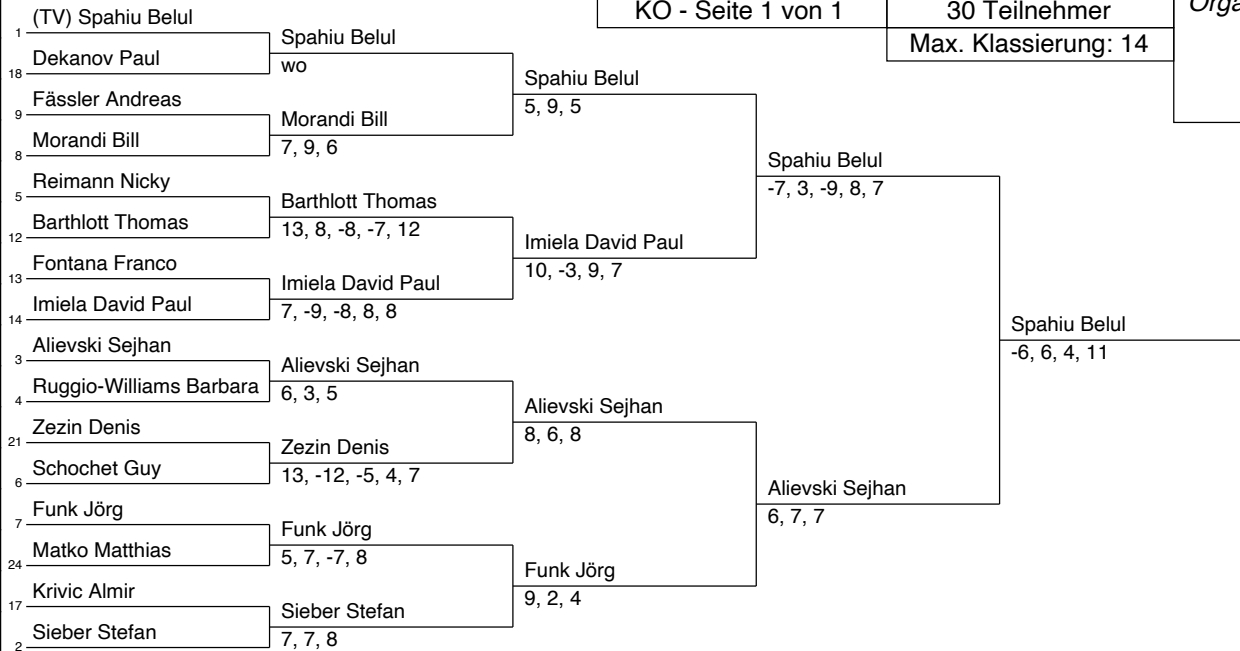 KO - Seite 1 von 1
30 Teilnehmer
Max. Klassierung: 14
(TV) Spahiu Belul
1
Spahiu Belul
Dekanov Paul
wo
18
Spahiu Belul
Fässler Andreas
5, 9, 5
9
Morandi Bill
Morandi Bill
7, 9, 6
8
Spahiu Belul
Reimann Nicky
-7, 3, -9, 8, 7
5
Barthlott Thomas
Barthlott Thomas
13, 8, -8, -7, 12
12
Imiela David Paul
Fontana Franco
10, -3, 9, 7
13
Imiela David Paul
Imiela David Paul
7, -9, -8, 8, 8
14
Spahiu Belul
Alievski Sejhan
-6, 6, 4, 11
3
Alievski Sejhan
Ruggio-Williams Barbara
6, 3, 5
4
Alievski Sejhan
Zezin Denis
8, 6, 8
21
Zezin Denis
Schochet Guy
13, -12, -5, 4, 7
6
Alievski Sejhan
Funk Jörg
6, 7, 7
7
Funk Jörg
Matko Matthias
5, 7, -7, 8
24
Funk Jörg
Krivic Almir
9, 2, 4
17
Sieber Stefan
Sieber Stefan
7, 7, 8
2